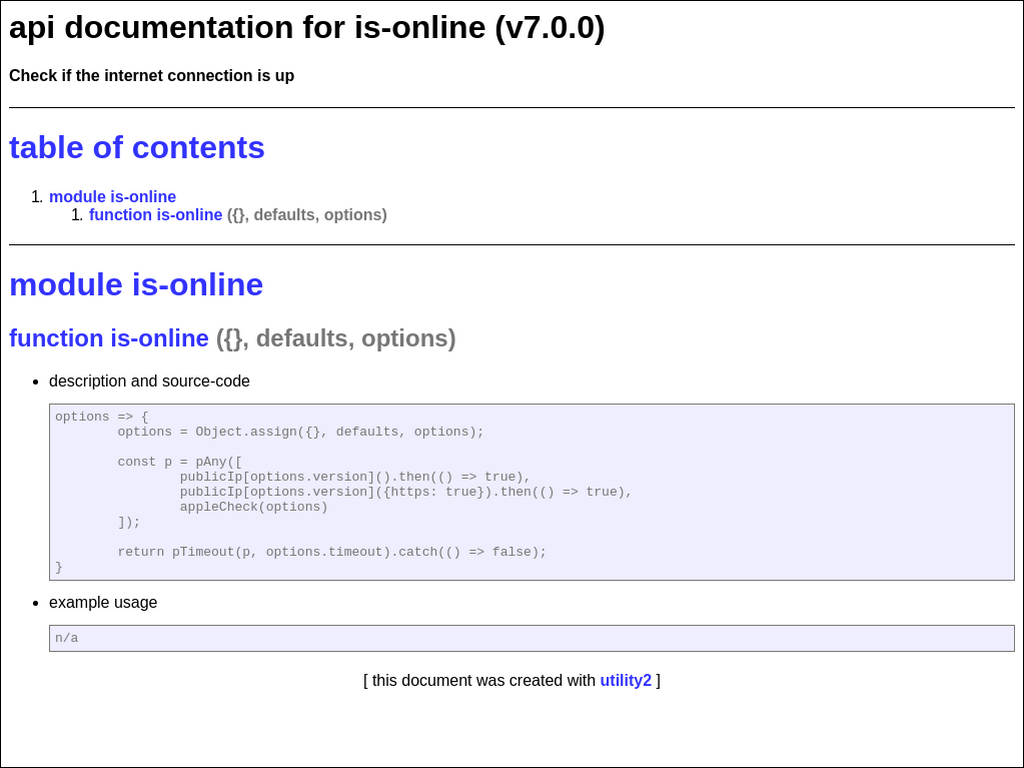 api documentation for is-online (v7.0.0)
Check if the internet connection is up
table of contents
1. module is-online
1. function is-online ({}, defaults, options)
module is-online
function is-online ({}, defaults, options)
• description and source-code
options => {
        options = Object.assign({}, defaults, options);
        const p = pAny([
                publicIp[options.version]().then(() => true),
                publicIp[options.version]({https: true}).then(() => true),
                appleCheck(options)
        ]);
        return pTimeout(p, options.timeout).catch(() => false);
}
• example usage
n/a
[ this document was created with utility2 ]